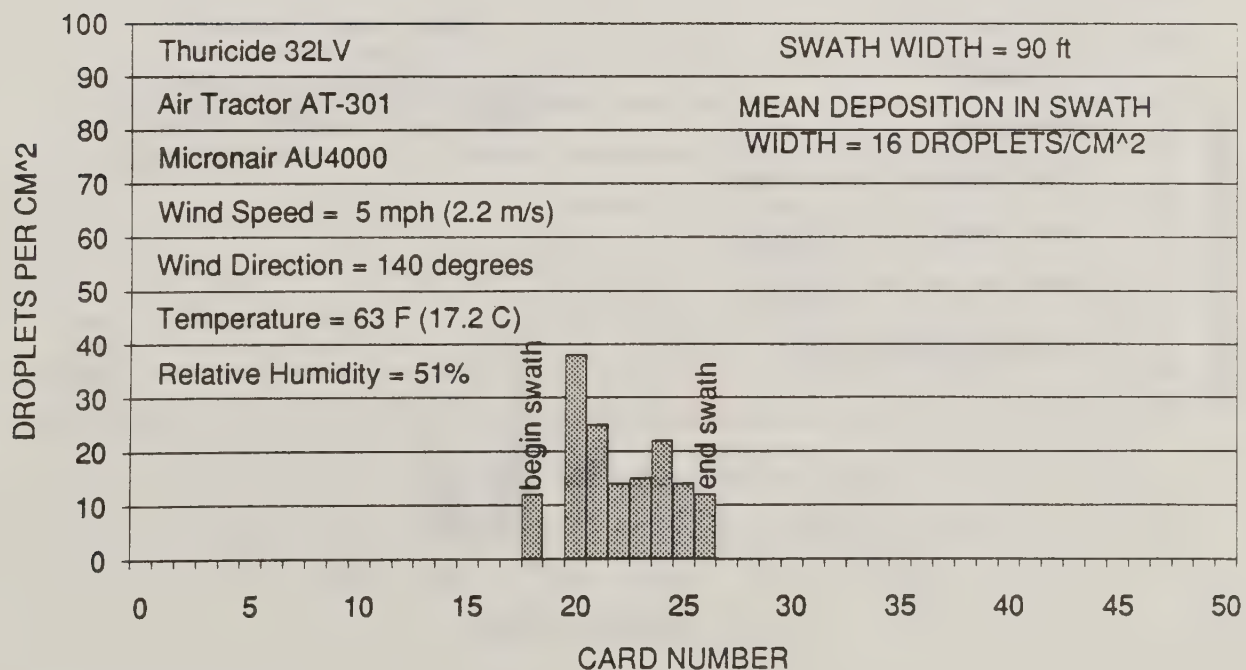 100
90
80
70
60
50
40
30
20
10
0
DROPLETS PER CM^2
Thuricide 32LV
Air Tractor AT-301
Micronair AU4000
Wind Speed = 5 mph (2.2 m/s)
Wind Direction = 140 degrees
Temperature = 63 F (17.2 C)
Relative Humidity = 51%
SWATH WIDTH = 90 ft
MEAN DEPOSITION IN SWATH
WIDTH = 16 DROPLETS/CM^2
begin swath
end swath
0 5 10 15 20 25 30 35 40 45 50
CARD NUMBER